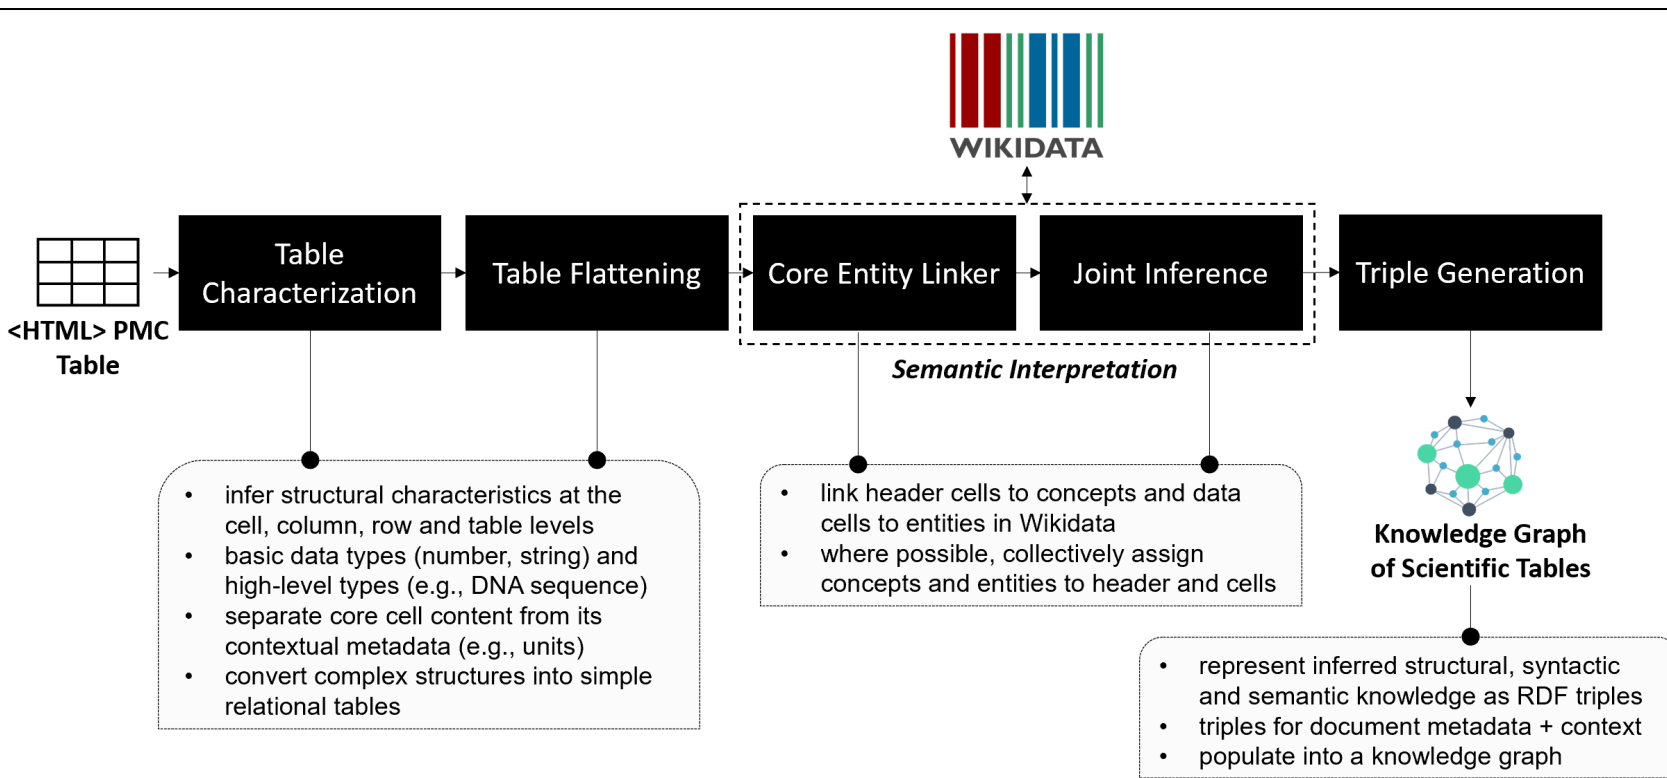 WIKIDATA
Table
Characterization
Table Flattening
Core Entity Linker
Joint Inference
Triple Generation
<HTML> PMC
Table
Semantic Interpretation
• infer structural characteristics at the
cell, column, row and table levels
• basic data types (number, string) and
high-level types (e.g., DNA sequence)
• separate core cell content from its
contextual metadata (e.g., units)
• convert complex structures into simple
relational tables
• link header cells to concepts and data
cells to entities in Wikidata
• where possible, collectively assign
concepts and entities to header and cells
Knowledge Graph
of Scientific Tables
• represent inferred structural, syntactic
and semantic knowledge as RDF triples
• triples for document metadata + context
• populate into a knowledge graph